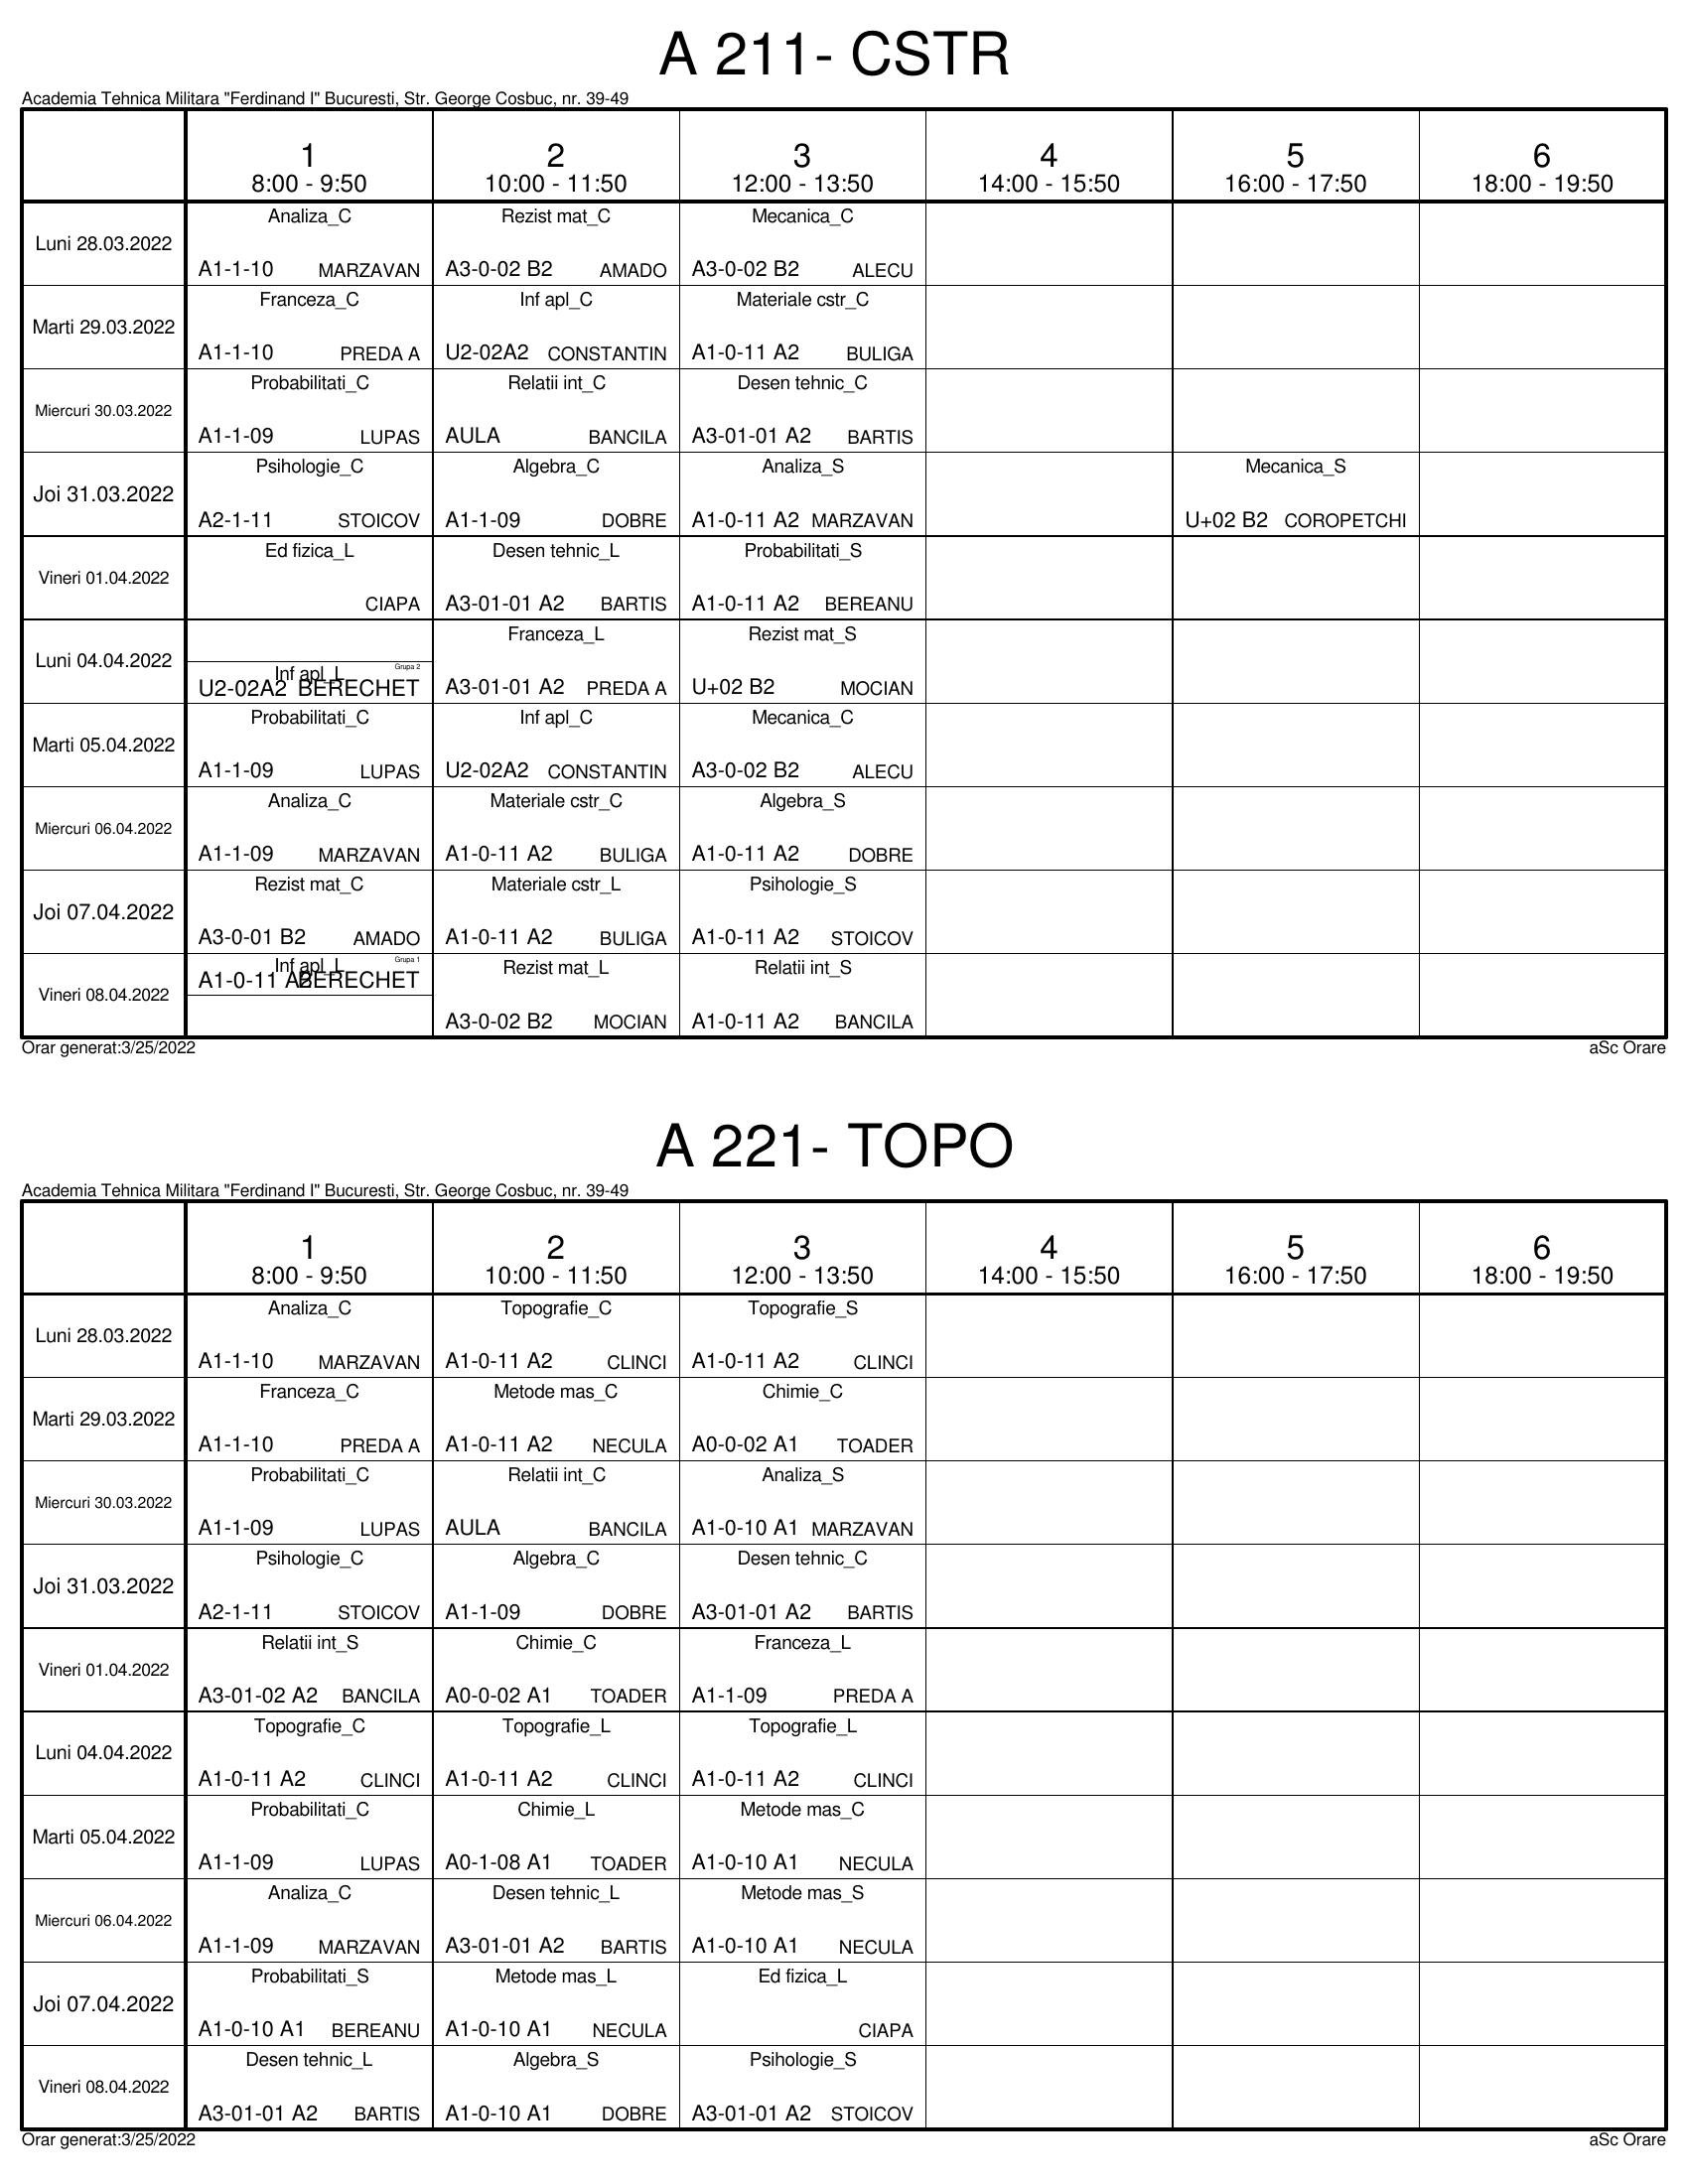 A 211- CSTR
Academia Tehnica Militara "Ferdinand I" Bucuresti, Str. George Cosbuc, nr. 39-49
1 2 3 4 5 6
8:00 - 9:50 10:00 - 11:50 12:00 - 13:50 14:00 - 15:50 16:00 - 17:50 18:00 - 19:50
Analiza_C Rezist mat_C Mecanica_C
Luni 28.03.2022
A1-1-10 MARZAVAN A3-0-02 B2 AMADO A3-0-02 B2 ALECU
Franceza_C Inf apl_C Materiale cstr_C
Marti 29.03.2022
A1-1-10 PREDA A U2-02A2 CONSTANTIN A1-0-11 A2 BULIGA
Probabilitati_C Relatii int_C Desen tehnic_C
Miercuri 30.03.2022
A1-1-09 LUPAS AULA BANCILA A3-01-01 A2 BARTIS
Psihologie_C Algebra_C Analiza_S Mecanica_S
Joi 31.03.2022
A2-1-11 STOICOV A1-1-09 DOBRE A1-0-11 A2 MARZAVAN U+02 B2 COROPETCHI
Ed fizica_L Desen tehnic_L Probabilitati_S
Vineri 01.04.2022
CIAPA A3-01-01 A2 BARTIS A1-0-11 A2 BEREANU
Franceza_L Rezist mat_S
Luni 04.04.2022
Inf apl_L Grupa 2
U2-02A2 BERECHET A3-01-01 A2 PREDA A U+02 B2 MOCIAN
Probabilitati_C Inf apl_C Mecanica_C
Marti 05.04.2022
A1-1-09 LUPAS U2-02A2 CONSTANTIN A3-0-02 B2 ALECU
Analiza_C Materiale cstr_C Algebra_S
Miercuri 06.04.2022
A1-1-09 MARZAVAN A1-0-11 A2 BULIGA A1-0-11 A2 DOBRE
Rezist mat_C Materiale cstr_L Psihologie_S
Joi 07.04.2022
A3-0-01 B2 AMADO A1-0-11 A2 BULIGA A1-0-11 A2 STOICOV
Inf apl_L Grupa 1 Rezist mat_L Relatii int_S
A1-0-11 A2 BERECHET
Vineri 08.04.2022
A3-0-02 B2 MOCIAN A1-0-11 A2 BANCILA
Orar generat:3/25/2022 aSc Orare
A 221- TOPO
Academia Tehnica Militara "Ferdinand I" Bucuresti, Str. George Cosbuc, nr. 39-49
1 2 3 4 5 6
8:00 - 9:50 10:00 - 11:50 12:00 - 13:50 14:00 - 15:50 16:00 - 17:50 18:00 - 19:50
Analiza_C Topografie_C Topografie_S
Luni 28.03.2022
A1-1-10 MARZAVAN A1-0-11 A2 CLINCI A1-0-11 A2 CLINCI
Franceza_C Metode mas_C Chimie_C
Marti 29.03.2022
A1-1-10 PREDA A A1-0-11 A2 NECULA A0-0-02 A1 TOADER
Probabilitati_C Relatii int_C Analiza_S
Miercuri 30.03.2022
A1-1-09 LUPAS AULA BANCILA A1-0-10 A1 MARZAVAN
Psihologie_C Algebra_C Desen tehnic_C
Joi 31.03.2022
A2-1-11 STOICOV A1-1-09 DOBRE A3-01-01 A2 BARTIS
Relatii int_S Chimie_C Franceza_L
Vineri 01.04.2022
A3-01-02 A2 BANCILA A0-0-02 A1 TOADER A1-1-09 PREDA A
Topografie_C Topografie_L Topografie_L
Luni 04.04.2022
A1-0-11 A2 CLINCI A1-0-11 A2 CLINCI A1-0-11 A2 CLINCI
Probabilitati_C Chimie_L Metode mas_C
Marti 05.04.2022
A1-1-09 LUPAS A0-1-08 A1 TOADER A1-0-10 A1 NECULA
Analiza_C Desen tehnic_L Metode mas_S
Miercuri 06.04.2022
A1-1-09 MARZAVAN A3-01-01 A2 BARTIS A1-0-10 A1 NECULA
Probabilitati_S Metode mas_L Ed fizica_L
Joi 07.04.2022
A1-0-10 A1 BEREANU A1-0-10 A1 NECULA CIAPA
Desen tehnic_L Algebra_S Psihologie_S
Vineri 08.04.2022
A3-01-01 A2 BARTIS A1-0-10 A1 DOBRE A3-01-01 A2 STOICOV
Orar generat:3/25/2022 aSc Orare